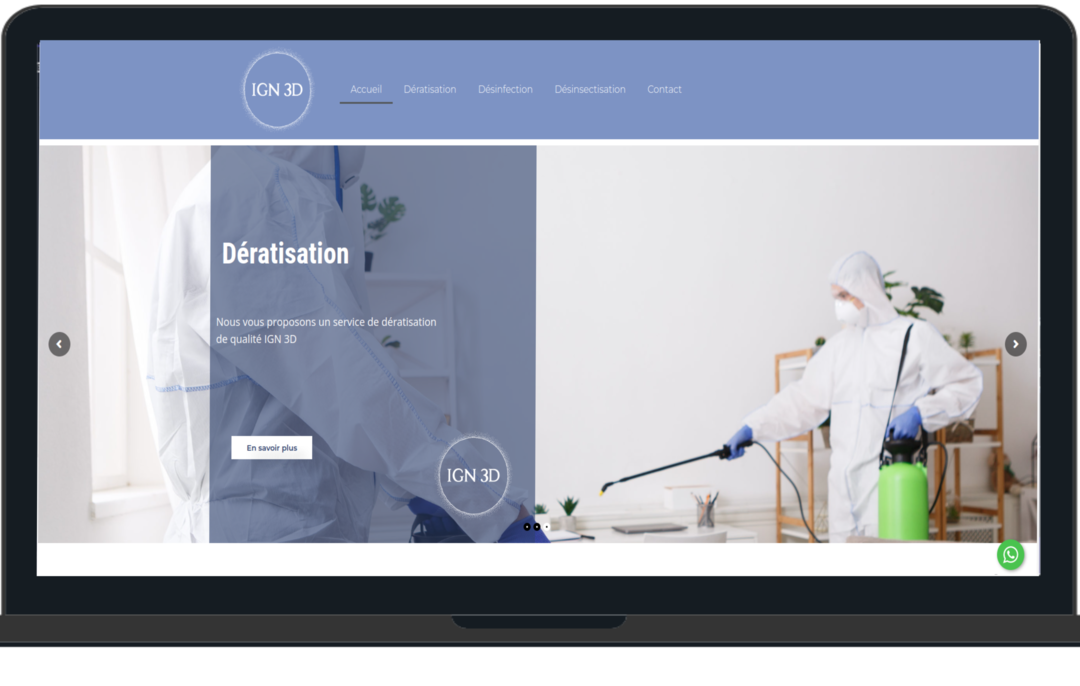 IGN 3D
Accueil
Dératisation
Désinfection
Désinsectisation
Contact
Dératisation
Nous vous proposons un service de dératisation
de qualité IGN 3D
En savoir plus
IGN 3D